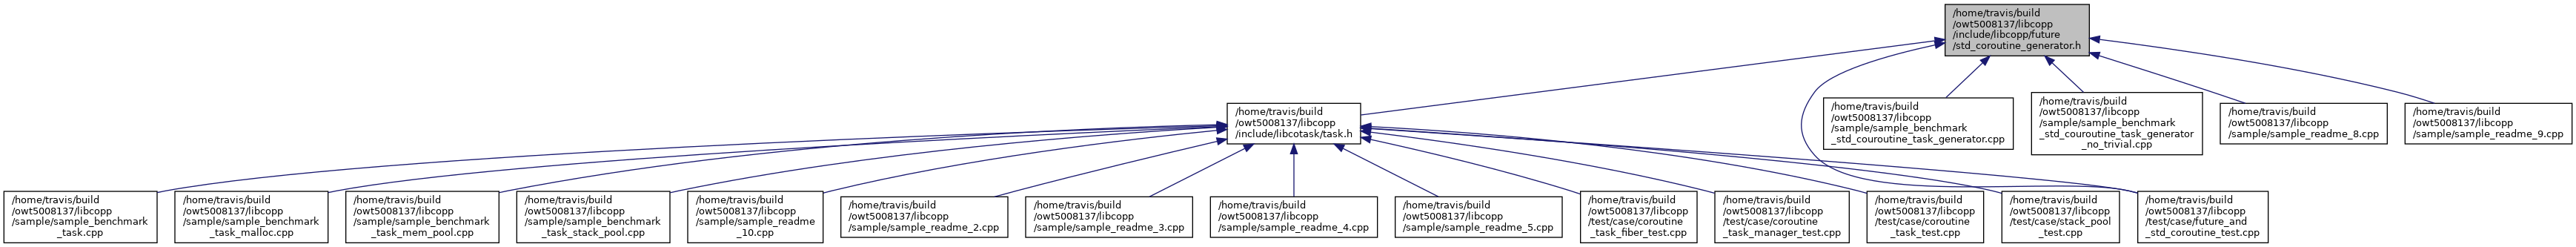 /home/travis/build
/owt5008137/libcopp
/include/libcopp/future
/std_coroutine_generator.h
/home/travis/build
/owt5008137/libcopp
/include/libcotask/task.h
/home/travis/build
/owt5008137/libcopp
/sample/sample_benchmark
_std_couroutine_task_generator.cpp
/home/travis/build
/owt5008137/libcopp
/sample/sample_benchmark
_std_couroutine_task_generator
_no_trivial.cpp
/home/travis/build
/owt5008137/libcopp
/sample/sample_readme_8.cpp
/home/travis/build
/owt5008137/libcopp
/sample/sample_readme_9.cpp
/home/travis/build
/owt5008137/libcopp
/sample/sample_benchmark
_task.cpp
/home/travis/build
/owt5008137/libcopp
/sample/sample_benchmark
_task_malloc.cpp
/home/travis/build
/owt5008137/libcopp
/sample/sample_benchmark
_task_mem_pool.cpp
/home/travis/build
/owt5008137/libcopp
/sample/sample_benchmark
_task_stack_pool.cpp
/home/travis/build
/owt5008137/libcopp
/sample/sample_readme
_10.cpp
/home/travis/build
/owt5008137/libcopp
/sample/sample_readme_2.cpp
/home/travis/build
/owt5008137/libcopp
/sample/sample_readme_3.cpp
/home/travis/build
/owt5008137/libcopp
/sample/sample_readme_4.cpp
/home/travis/build
/owt5008137/libcopp
/sample/sample_readme_5.cpp
/home/travis/build
/owt5008137/libcopp
/test/case/coroutine
_task_fiber_test.cpp
/home/travis/build
/owt5008137/libcopp
/test/case/coroutine
_task_manager_test.cpp
/home/travis/build
/owt5008137/libcopp
/test/case/coroutine
_task_test.cpp
/home/travis/build
/owt5008137/libcopp
/test/case/stack_pool
_test.cpp
/home/travis/build
/owt5008137/libcopp
/test/case/future_and
_std_coroutine_test.cpp